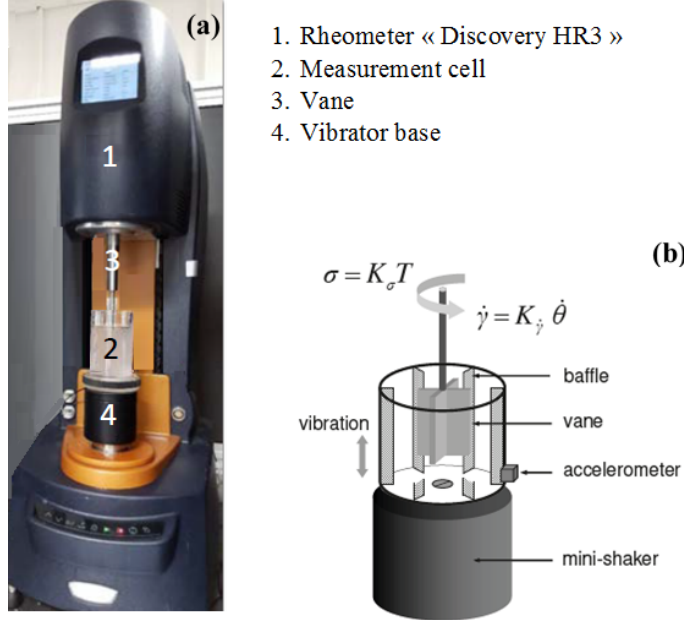 (a)
1. Rheometer « Discovery HR3 »
2. Measurement cell
3. Vane
4. Vibrator base
1
3
2
4
(b)
σ = K_σ T
γ̇ = K_γ̇ θ̇
baffle
vane
vibration
accelerometer
mini-shaker